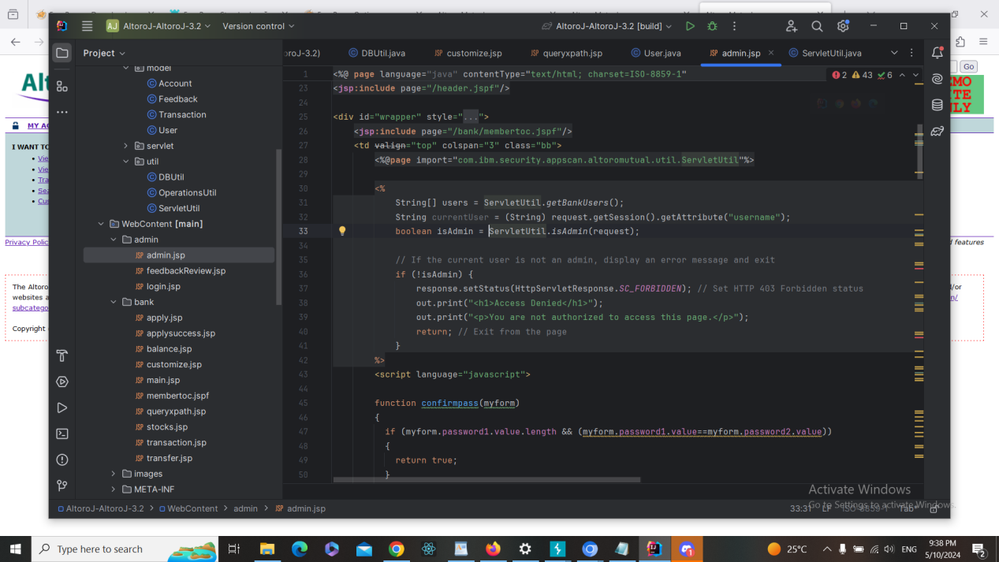 AJ AltoroJ-AltoroJ-3.2 Version control AltoroJ-AltoroJ-3.2 [build]
Project
oroJ-3.2) DBUtil.java customize.jsp queryxpath.jsp User.java admin.jsp ServletUtil.java
model
Account
Feedback
Transaction
User
servlet
util
DBUtil
OperationsUtil
ServletUtil
WebContent [main]
admin
admin.jsp
feedbackReview.jsp
login.jsp
bank
apply.jsp
applysuccess.jsp
balance.jsp
customize.jsp
main.jsp
membertoc.jspf
queryxpath.jsp
stocks.jsp
transaction.jsp
transfer.jsp
images
META-INF
2 43 6
1 <%@ page language="java" contentType="text/html; charset=ISO-8859-1"
23 <jsp:include page="/header.jspf"/>
24
25 <div id="wrapper" style="...">
26 <jsp:include page="/bank/membertoc.jspf"/>
27 <td valign="top" colspan="3" class="bb">
28 <%@page import="com.ibm.security.appscan.altoromutual.util.ServletUtil"%>
29
30 <%
31 String[] users = ServletUtil.getBankUsers();
32 String currentUser = (String) request.getSession().getAttribute("username");
33 boolean isAdmin = ServletUtil.isAdmin(request);
34
35 // If the current user is not an admin, display an error message and exit
36 if (!isAdmin) {
37 response.setStatus(HttpServletResponse.SC_FORBIDDEN); // Set HTTP 403 Forbidden status
38 out.print("<h1>Access Denied</h1>");
39 out.print("<p>You are not authorized to access this page.</p>");
40 return; // Exit from the page
41 }
42 %>
43 <script language="javascript">
44
45 function confirmpass(myform)
46 {
47 if (myform.password1.value.length && (myform.password1.value==myform.password2.value))
48 {
49 return true;
50 }
AltoroJ-AltoroJ-3.2 > WebContent > admin > admin.jsp
33:31 LF ISO-8859-1 Tab*
Activate Windows
Go to Settings to activate Windows.
Alt
MY AC
I WANT TO
Vie
Vie
Tra
Sea
Cus
Privacy Polic
The Altoro
websites a
subcatego
Copyright
Go
EMO
ITE
NLY
d features
l/or
n/
Type here to search
25°C
ENG
9:38 PM
5/10/2024
2
1